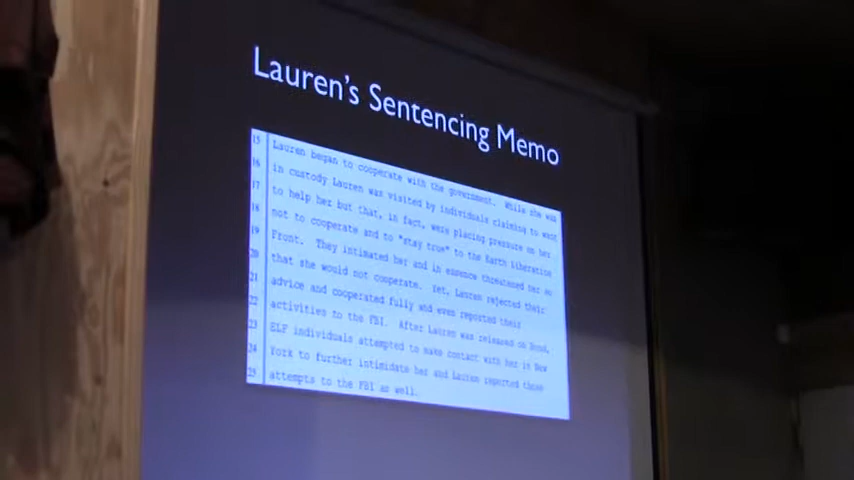 Lauren's Sentencing Memo
15 Lauren began to cooperate with the government. While she was
16 in custody Lauren was visited by individuals claiming to want
17 to help her but that, in fact, were placing pressure on her
18 not to cooperate and to "stay true" to the Earth Liberation
19 Front. They intimated her and in essence threatened her so
20 that she would not cooperate. Yet, Lauren rejected their
21 advice and cooperated fully and even reported their
22 activities to the FBI. After Lauren was released on bond,
23 ELF individuals attempted to make contact with her in New
24 York to further intimidate her and Lauren reported those
25 attempts to the FBI as well.